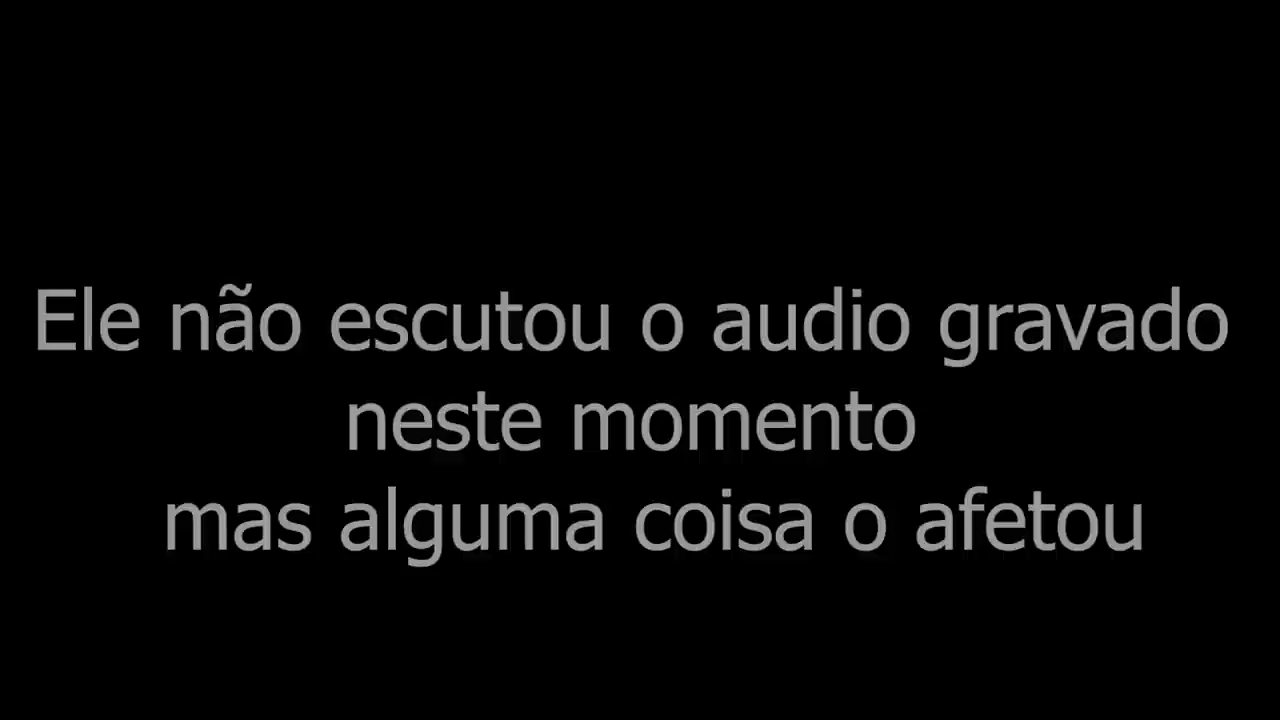 Ele não escutou o audio gravado
neste momento
mas alguma coisa o afetou